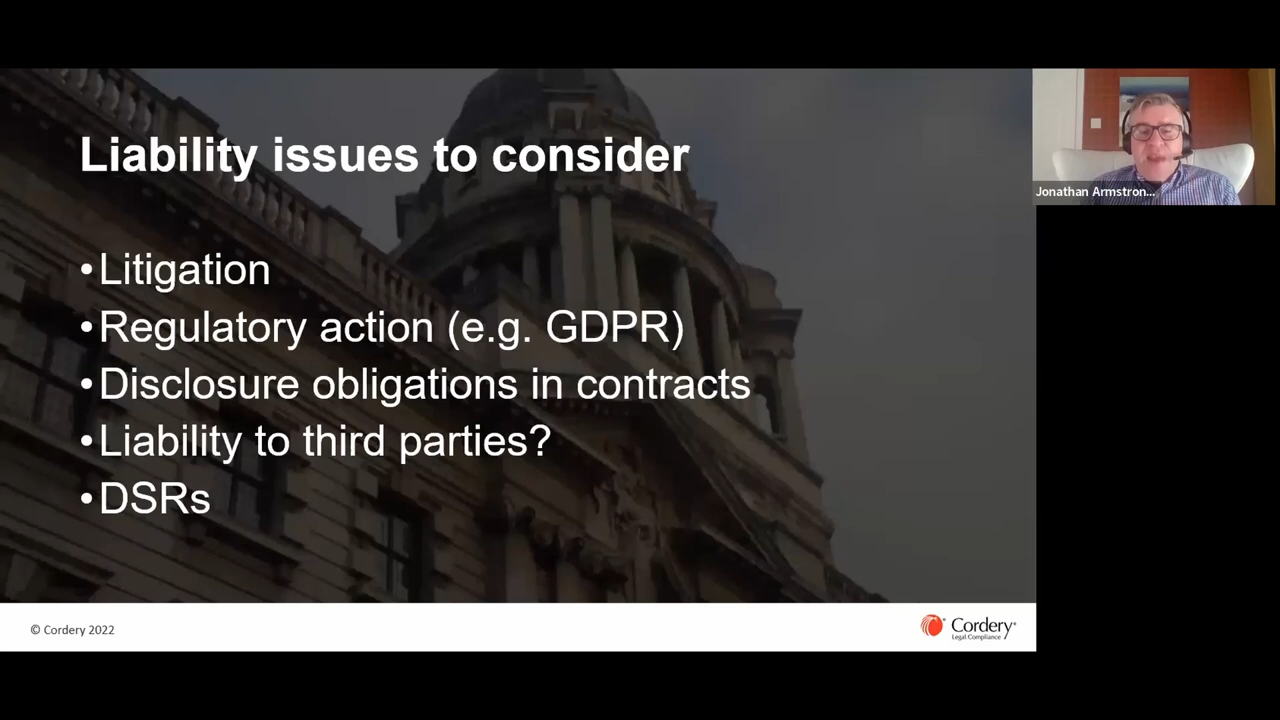 Liability issues to consider
•Litigation
•Regulatory action (e.g. GDPR)
•Disclosure obligations in contracts
•Liability to third parties?
•DSRs
Jonathan Armstron...
© Cordery 2022
Cordery
Legal Compliance